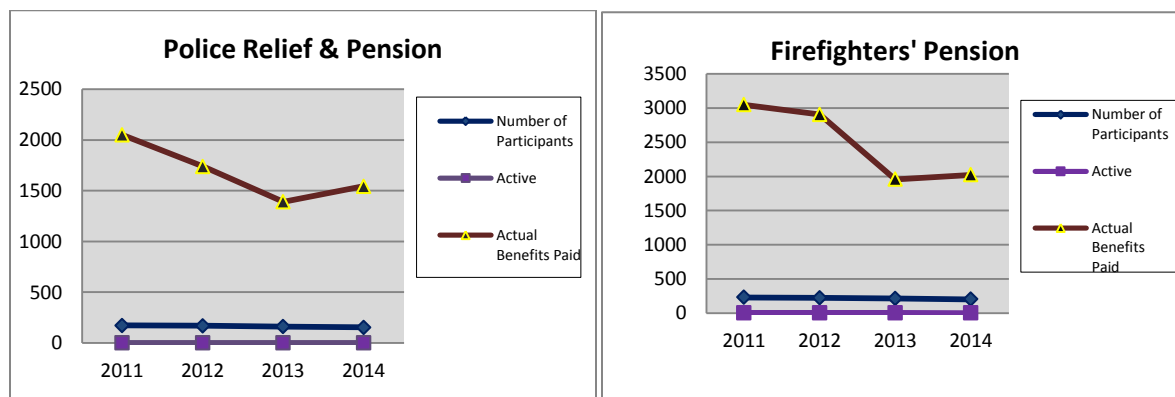 Police Relief & Pension
2500
2000
1500
1000
500
0
2011 2012 2013 2014
Number of
Participants
Active
Actual
Benefits Paid
Firefighters' Pension
3500
3000
2500
2000
1500
1000
500
0
2011 2012 2013 2014
Number of
Participants
Active
Actual
Benefits
Paid